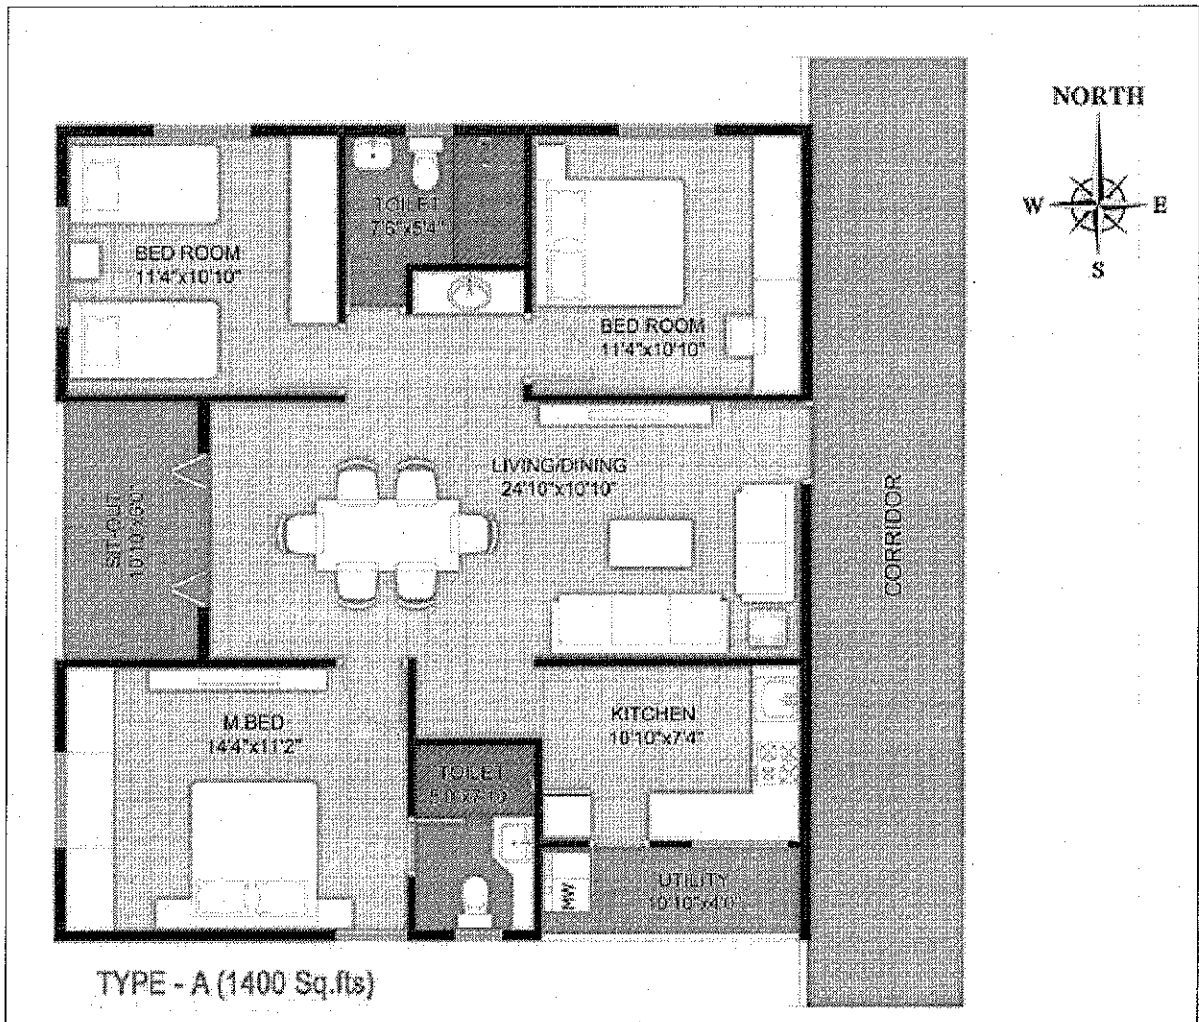 NORTH
W
E
S
TOILET
7'6"x5'4"
BED ROOM
11'4"x10'10"
BED ROOM
11'4"x10'10"
LIVING/DINING
24'10"x10'10"
SIT-OUT
CORRIDOR
M.BED
14'4"x11'2"
KITCHEN
10'10"x7'4"
TOILET
UTILITY
10'10"x4'0"
MW
TYPE - A (1400 Sq.fts)